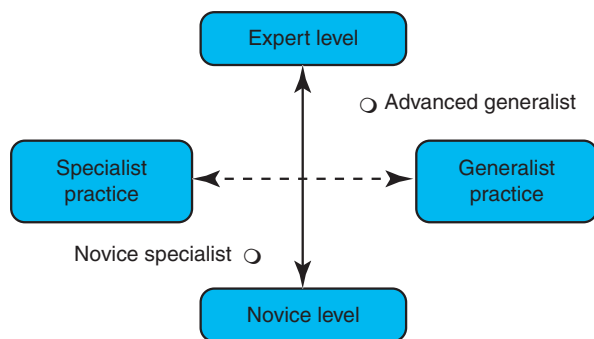 Expert level
Advanced generalist
Specialist
practice
Generalist
practice
Novice specialist
Novice level